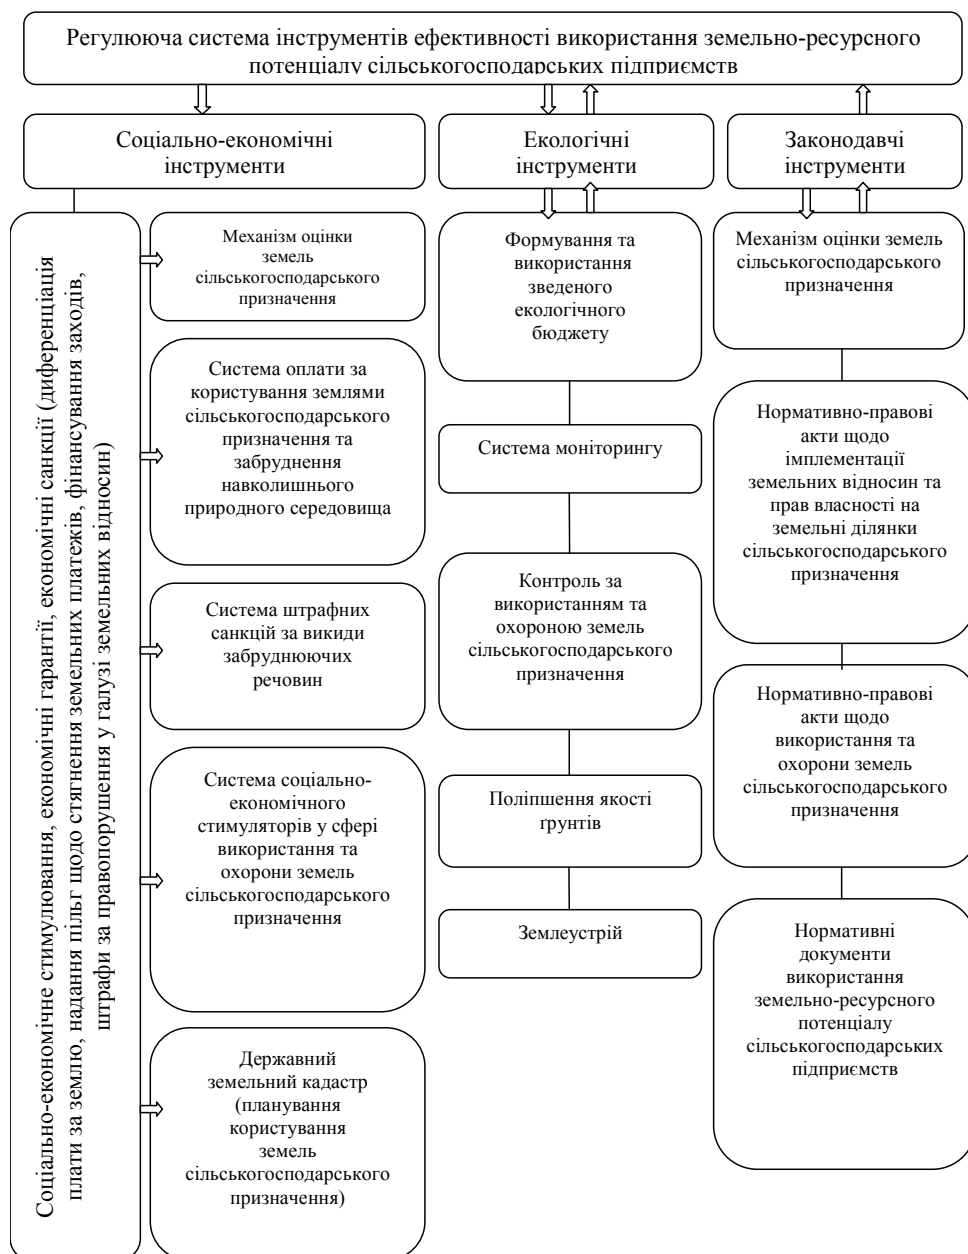 Регулююча система інструментів ефективності використання земельно-ресурсного
потенціалу сільськогосподарських підприємств
Соціально-економічні
інструменти
Екологічні
інструменти
Законодавчі
інструменти
Соціально-економічне стимулювання, економічні гарантії, економічні санкції (диференціація
плати за землю, надання пільг щодо стягнення земельних платежів, фінансування заходів,
штрафи за правопорушення у галузі земельних відносин)
Механізм оцінки
земель
сільськогосподарського
призначення
Система оплати за
користування землями
сільськогосподарського
призначення та
забруднення
навколишнього
природного середовища
Система штрафних
санкцій за викиди
забруднюючих
речовин
Система соціально-
економічного
стимуляторів у сфері
використання та
охорони земель
сільськогосподарського
призначення
Державний
земельний кадастр
(планування
користування
земель
сільськогосподарського
призначення)
Формування та
використання
зведеного
екологічного
бюджету
Система моніторингу
Контроль за
використанням та
охороною земель
сільськогосподарського
призначення
Поліпшення якості
ґрунтів
Землеустрій
Механізм оцінки земель
сільськогосподарського
призначення
Нормативно-правові
акти щодо
імплементації
земельних відносин та
прав власності на
земельні ділянки
сільськогосподарського
призначення
Нормативно-правові
акти щодо
використання та
охорони земель
сільськогосподарського
призначення
Нормативні
документи
використання
земельно-ресурсного
потенціалу
сільськогосподарських
підприємств